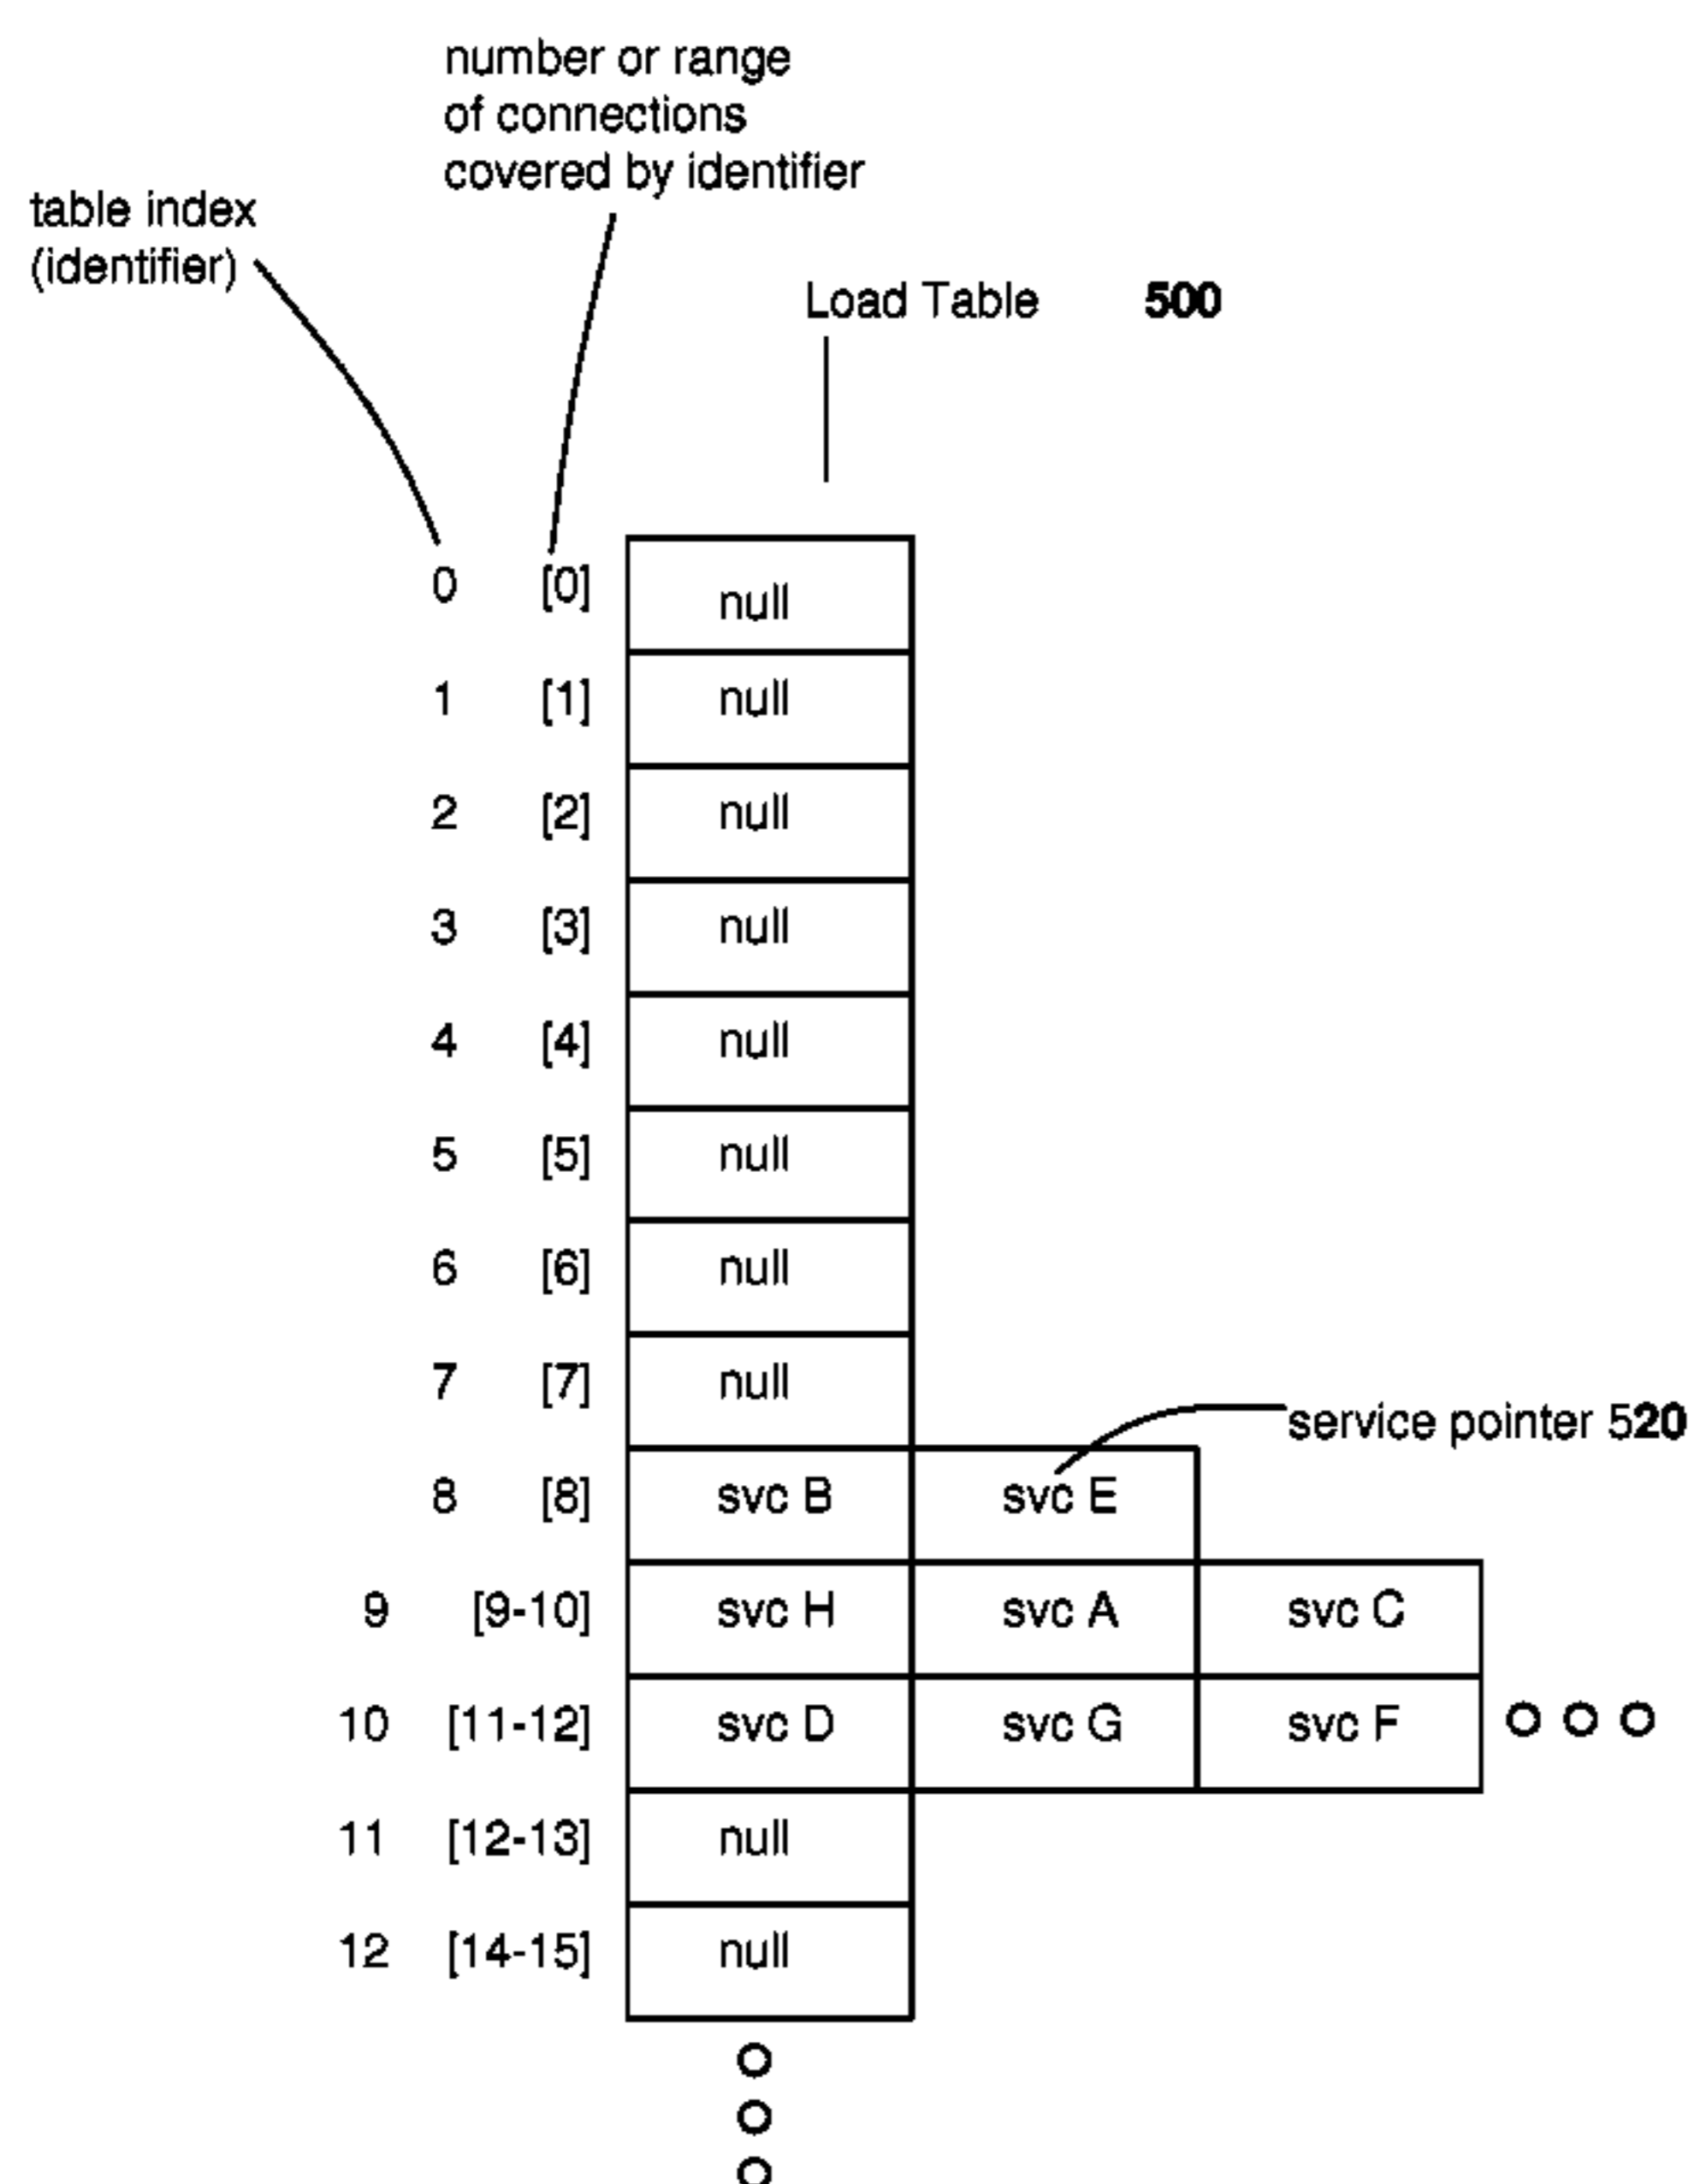 number or range
of connections
covered by identifier
table index
(identifier)
Load Table 500
0 [0] null
1 [1] null
2 [2] null
3 [3] null
4 [4] null
5 [5] null
6 [6] null
7 [7] null
service pointer 520
8 [8] svc B svc E
9 [9-10] svc H svc A svc C
10 [11-12] svc D svc G svc F
11 [12-13] null
12 [14-15] null